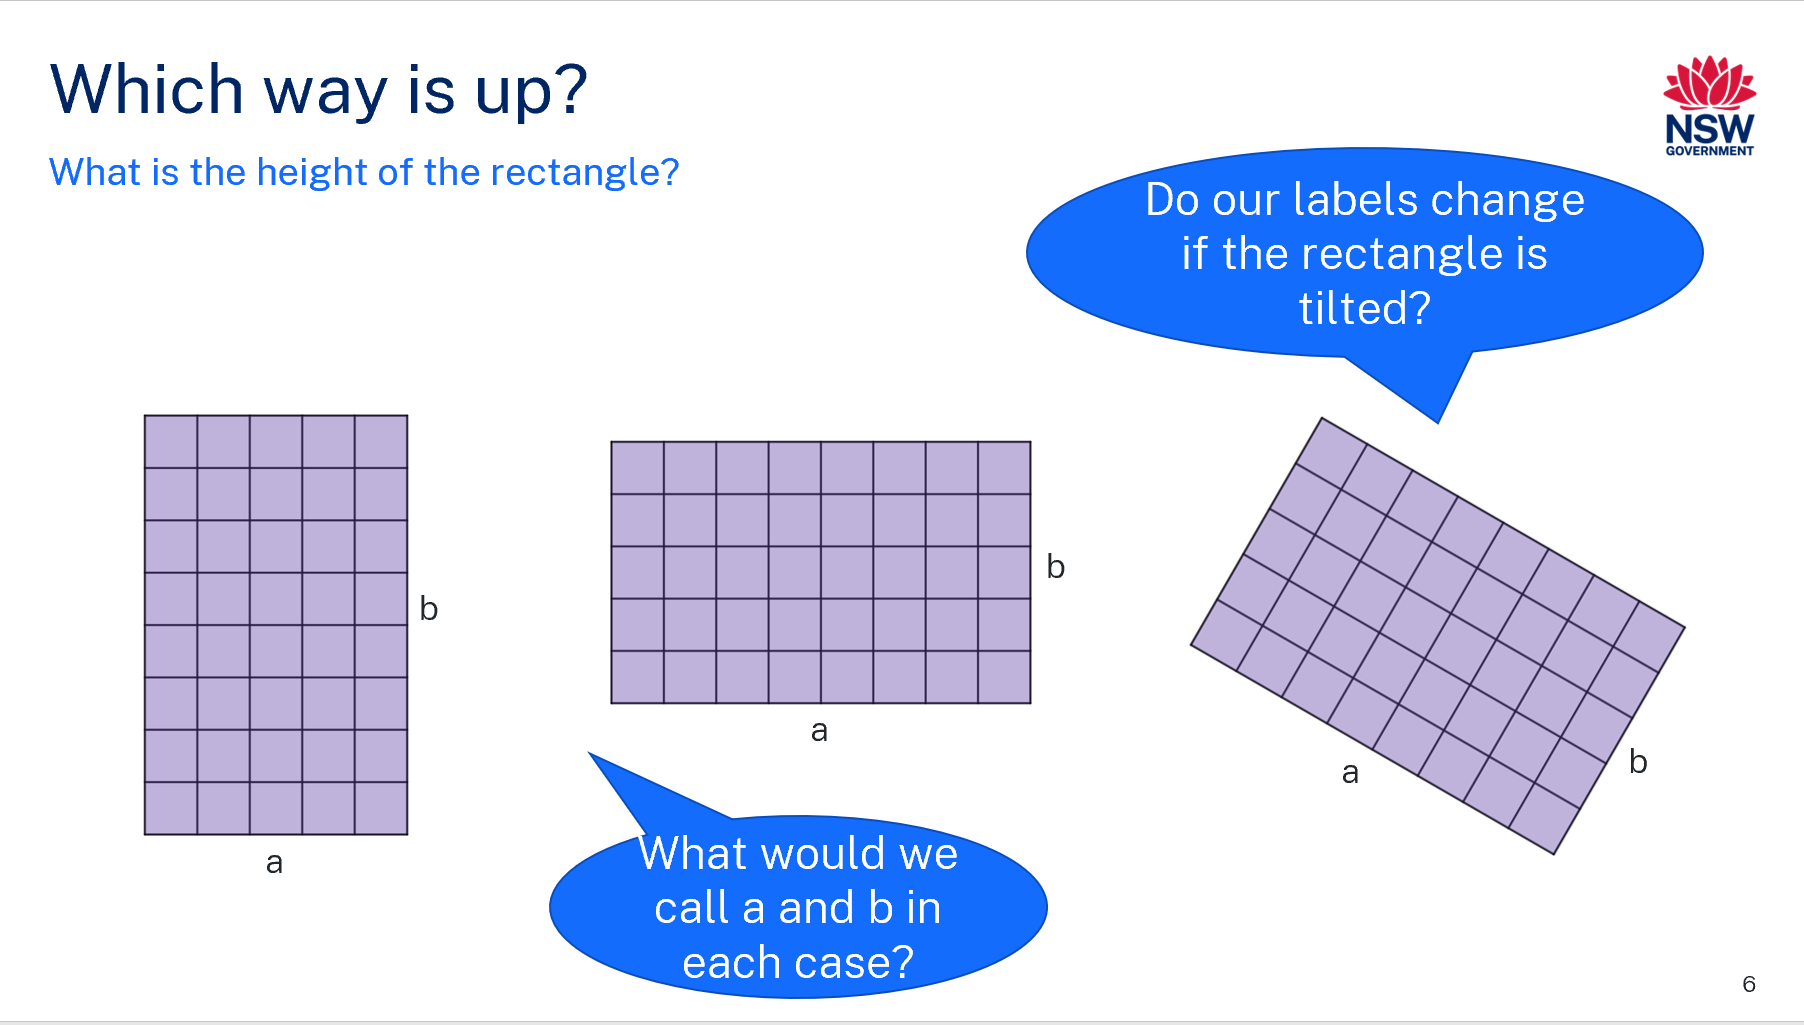 Which way is up?
What is the height of the rectangle?
NSW
GOVERNMENT
Do our labels change
if the rectangle is
tilted?
b
a
b
a
a
b
What would we
call a and b in
each case?
6